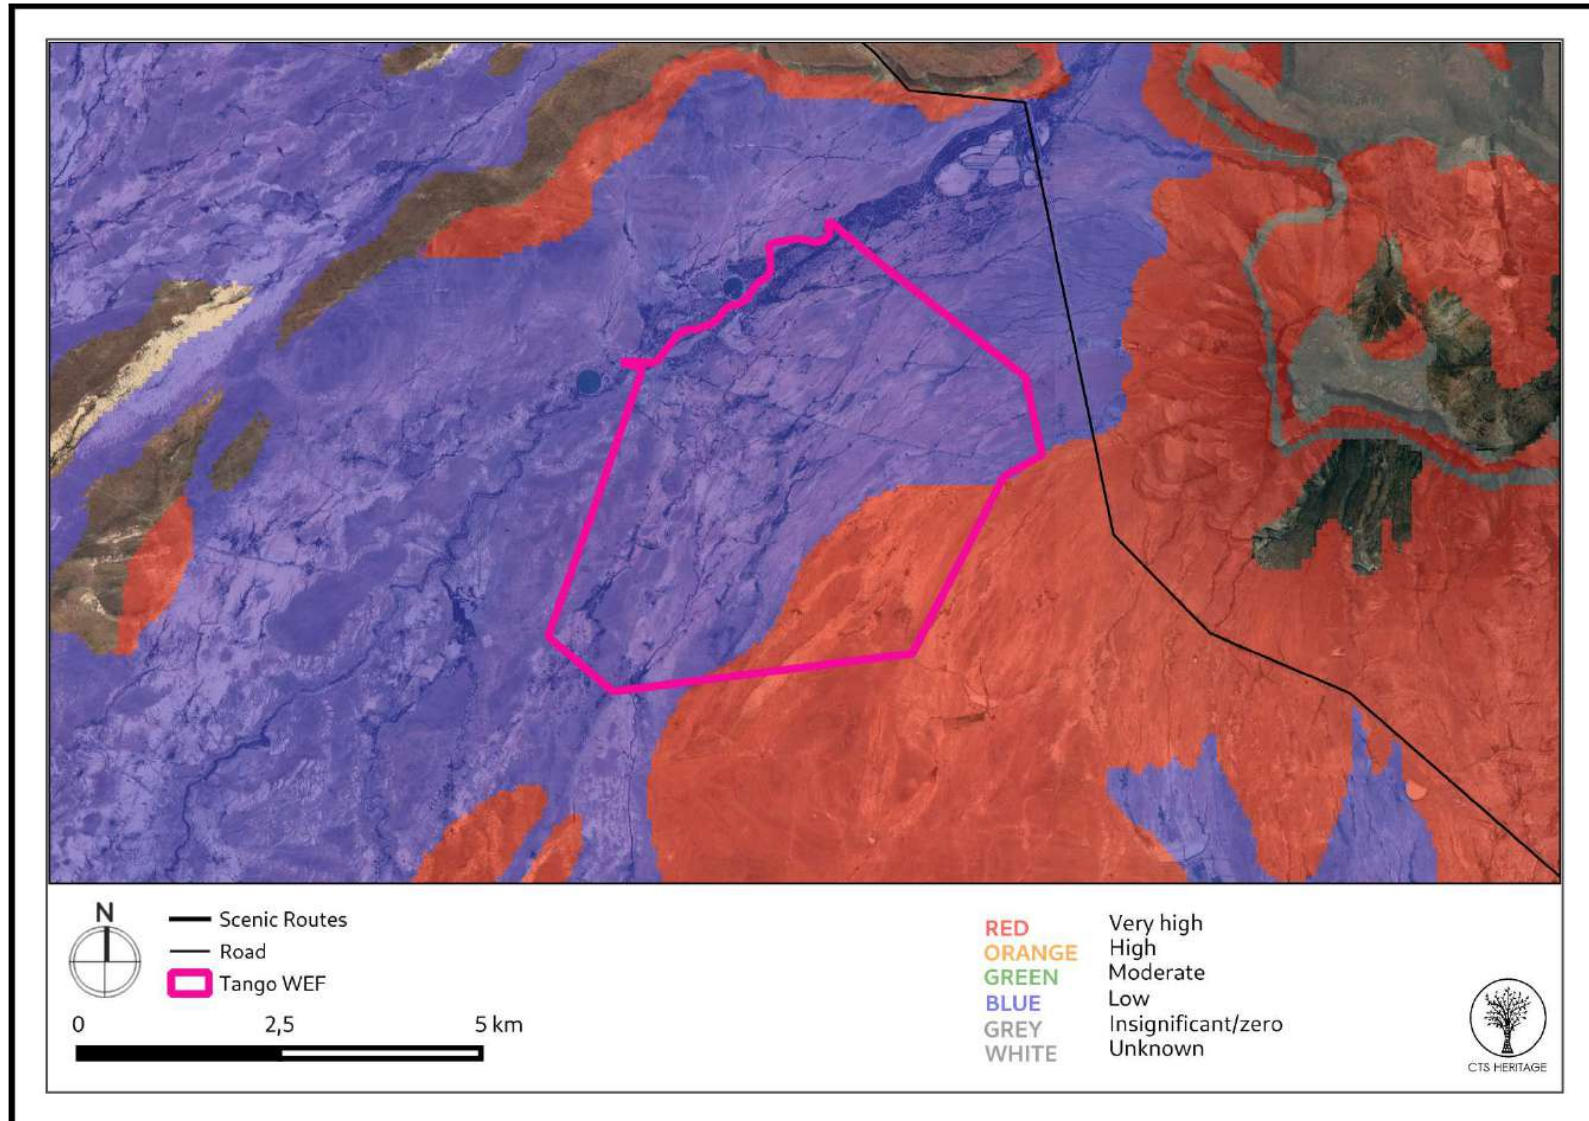 N
Scenic Routes
Road
Tango WEF
0 2,5 5 km
RED Very high
ORANGE High
GREEN Moderate
BLUE Low
GREY Insignificant/zero
WHITE Unknown
CTS HERITAGE